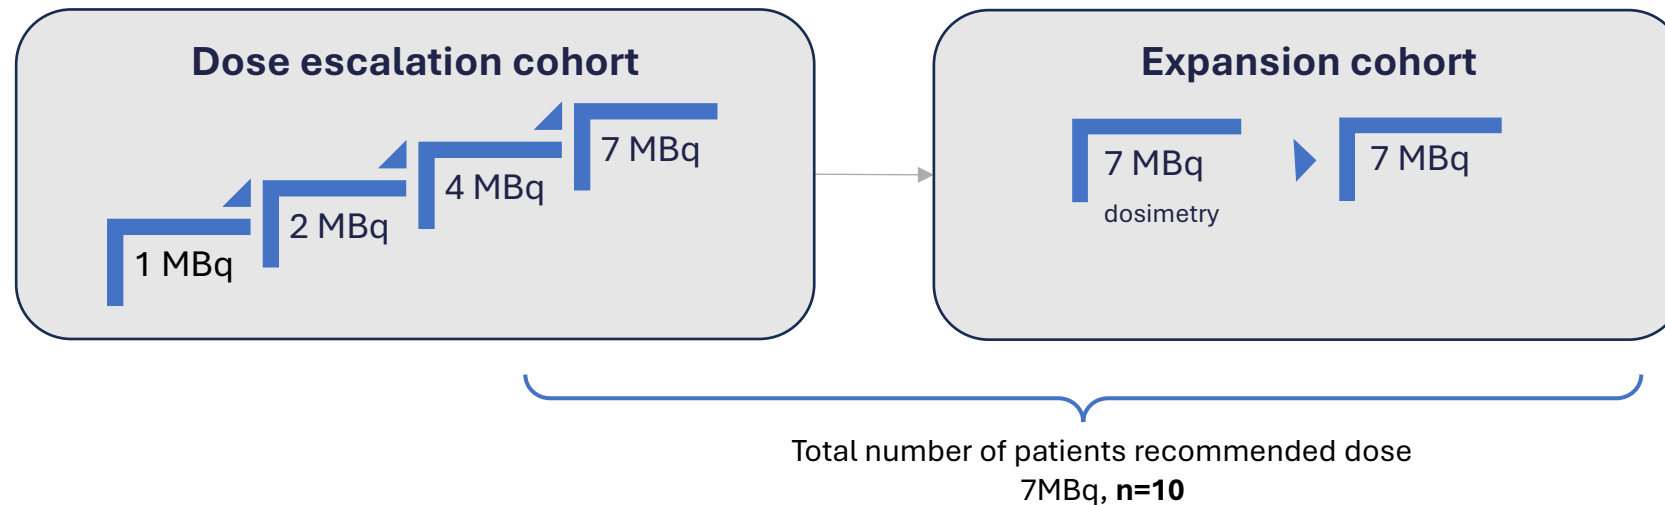 Dose escalation cohort
1 MBq
2 MBq
4 MBq
7 MBq
Expansion cohort
7 MBq
dosimetry
7 MBq
Total number of patients recommended dose
7MBq, n=10